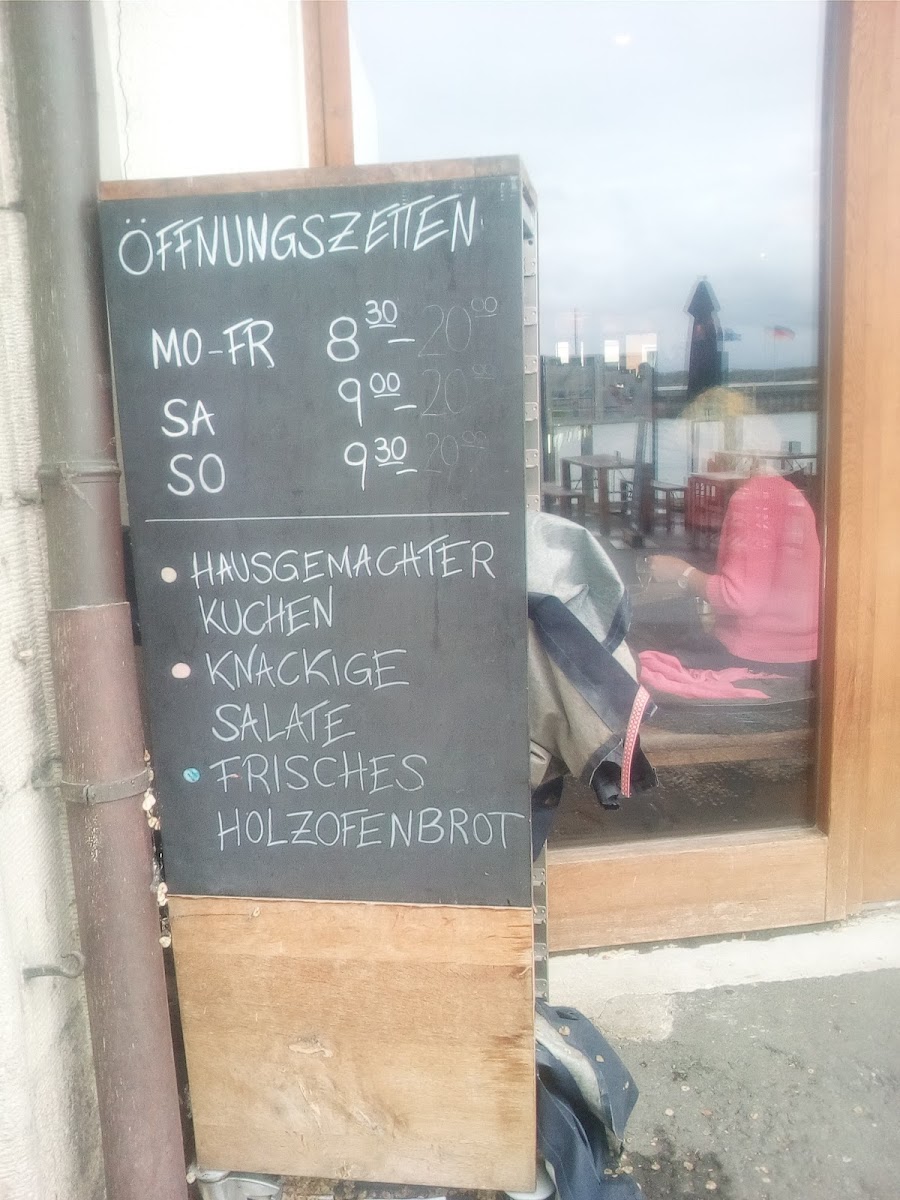 ÖFFNUNGSZEITEN
MO-FR 8 30 - 20 00
SA 9 00 - 20 00
SO 9 30 - 20 00
• HAUSGEMACHTER
KUCHEN
• KNACKIGE
SALATE
• FRISCHES
HOLZOFENBROT